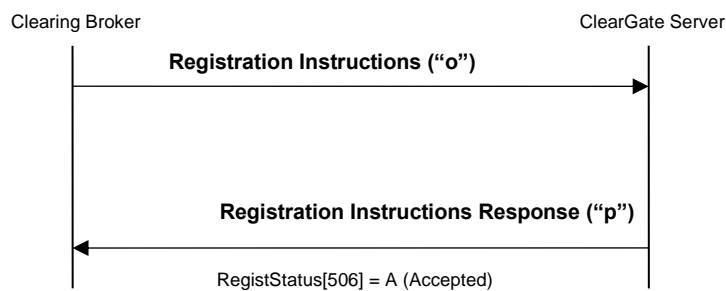 Clearing Broker
ClearGate Server
Registration Instructions (“o”)
Registration Instructions Response (“p”)
RegistStatus[506] = A (Accepted)